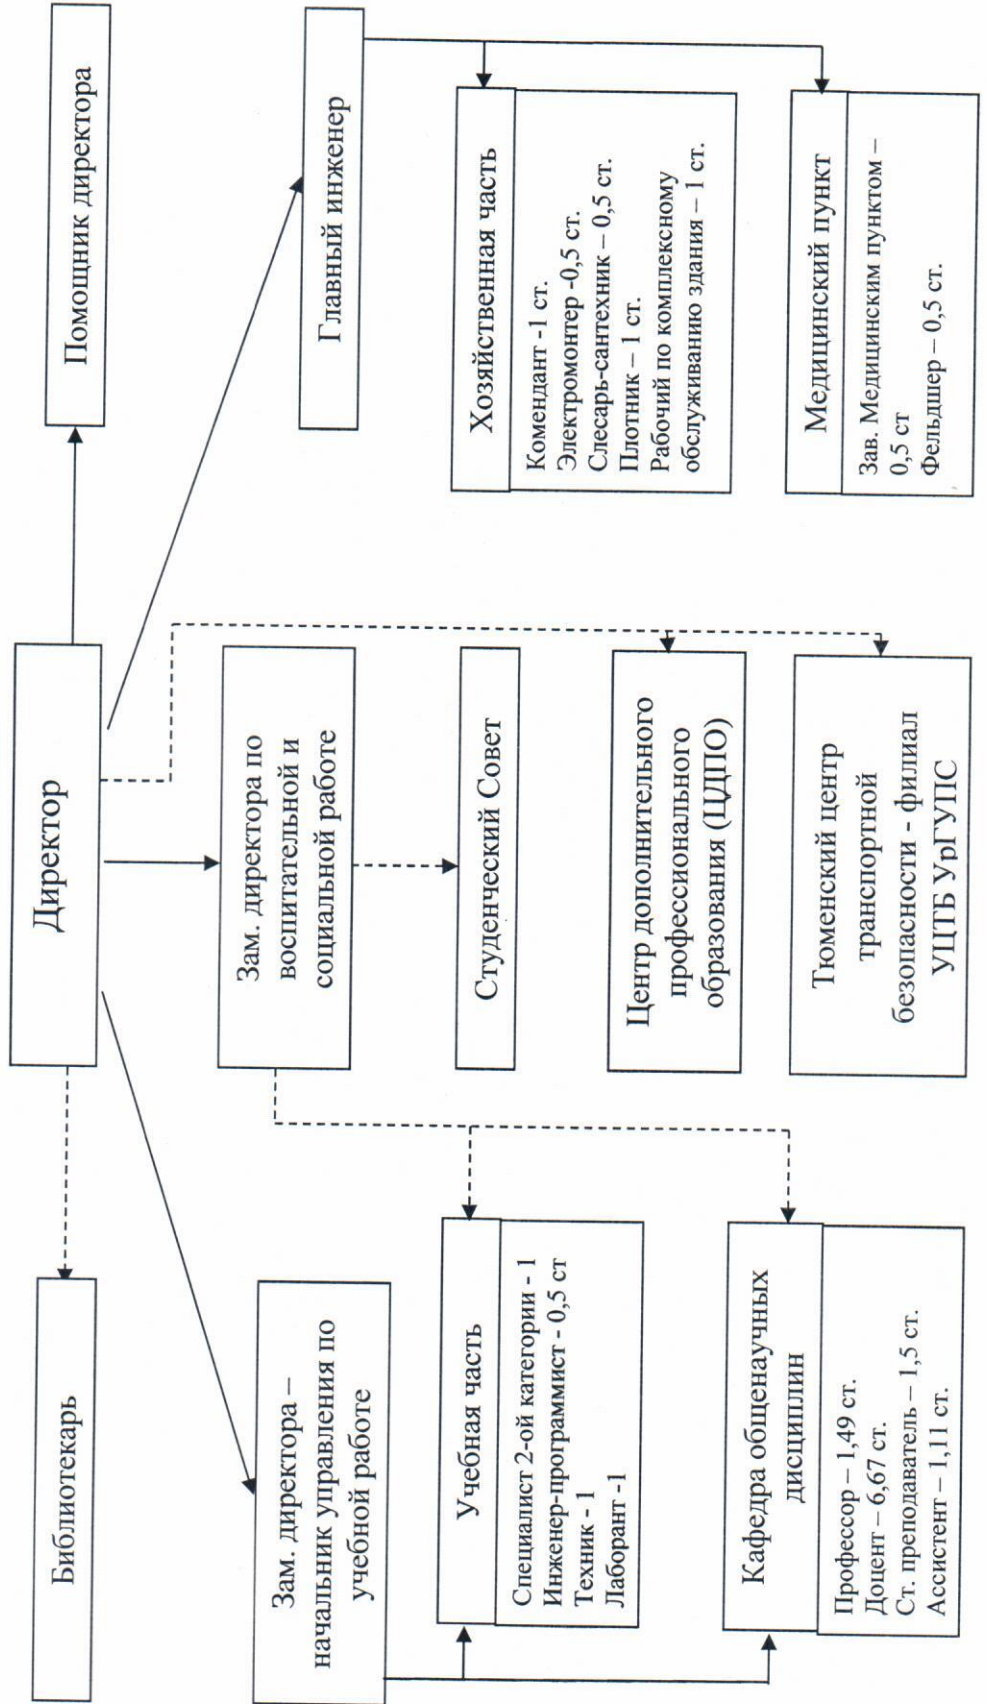 Директор
Библиотекарь
Помощник директора
Зам. директора –
начальник управления по
учебной работе
Зам. директора по
воспитательной и
социальной работе
Главный инженер
Учебная часть
Специалист 2-ой категории - 1
Инженер-программист - 0,5 ст
Техник - 1
Лаборант -1
Студенческий Совет
Хозяйственная часть
Комендант -1 ст.
Электромонтер -0,5 ст.
Слесарь-сантехник – 0,5 ст.
Плотник – 1 ст.
Рабочий по комплексному
обслуживанию здания – 1 ст.
Центр дополнительного
профессионального
образования (ЦДПО)
Кафедра общенаучных
дисциплин
Профессор – 1,49 ст.
Доцент – 6,67 ст.
Ст. преподаватель – 1,5 ст.
Ассистент – 1,11 ст.
Тюменский центр
транспортной
безопасности - филиал
УЦТБ УрГУПС
Медицинский пункт
Зав. Медицинским пунктом –
0,5 ст
Фельдшер – 0,5 ст.